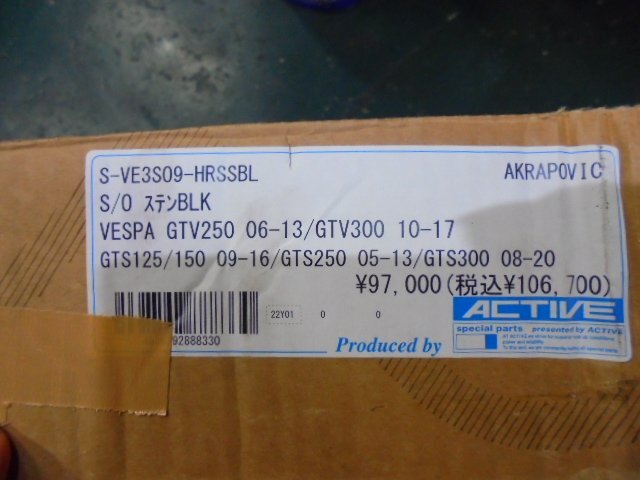 S-VE3S09-HRSSBL AKRAPOVIC
S/O ｽﾃﾝBLK
VESPA GTV250 06-13/GTV300 10-17
GTS125/150 09-16/GTS250 05-13/GTS300 08-20
¥97,000(税込¥106,700)
22Y01 0 0
92888330
Produced by
ACTIVE
special parts presented by ACTIVE